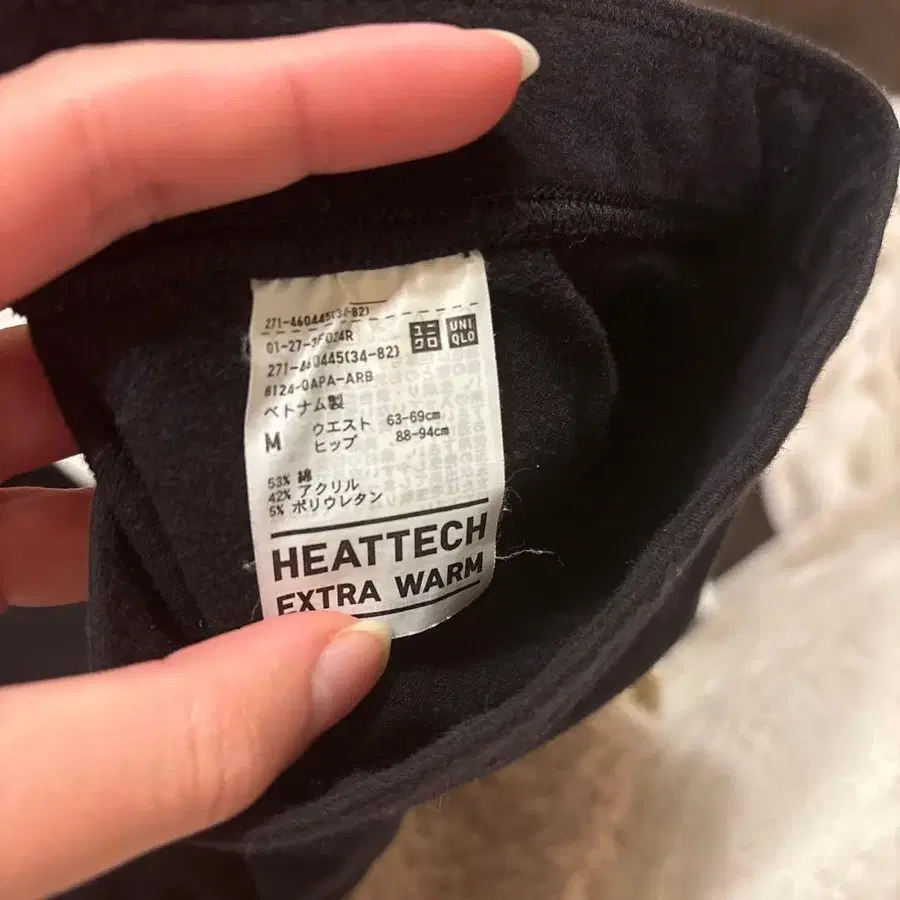 271-460445(34-82)
01-27-35024R
ユニクロ UNIQLO
271-460445(34-82)
8124-0APA-ARB
ベトナム製
M ウエスト 63-69cm
ヒップ 88-94cm
53% 綿
42% アクリル
5% ポリウレタン
HEATTECH
EXTRA WARM